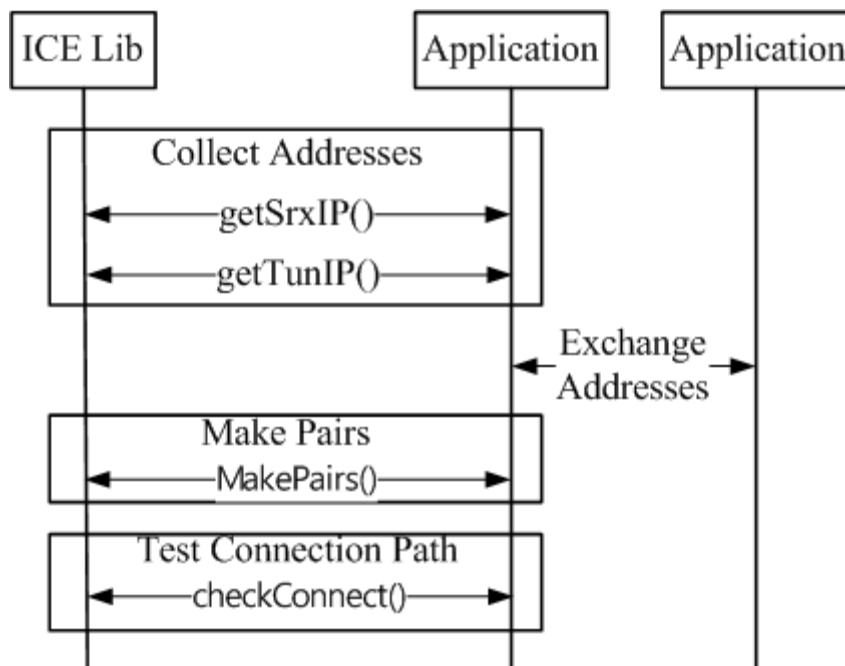 ICE Lib
Application
Application
Collect Addresses
getSrxIP()
getTunIP()
Exchange
Addresses
Make Pairs
MakePairs()
Test Connection Path
checkConnect()